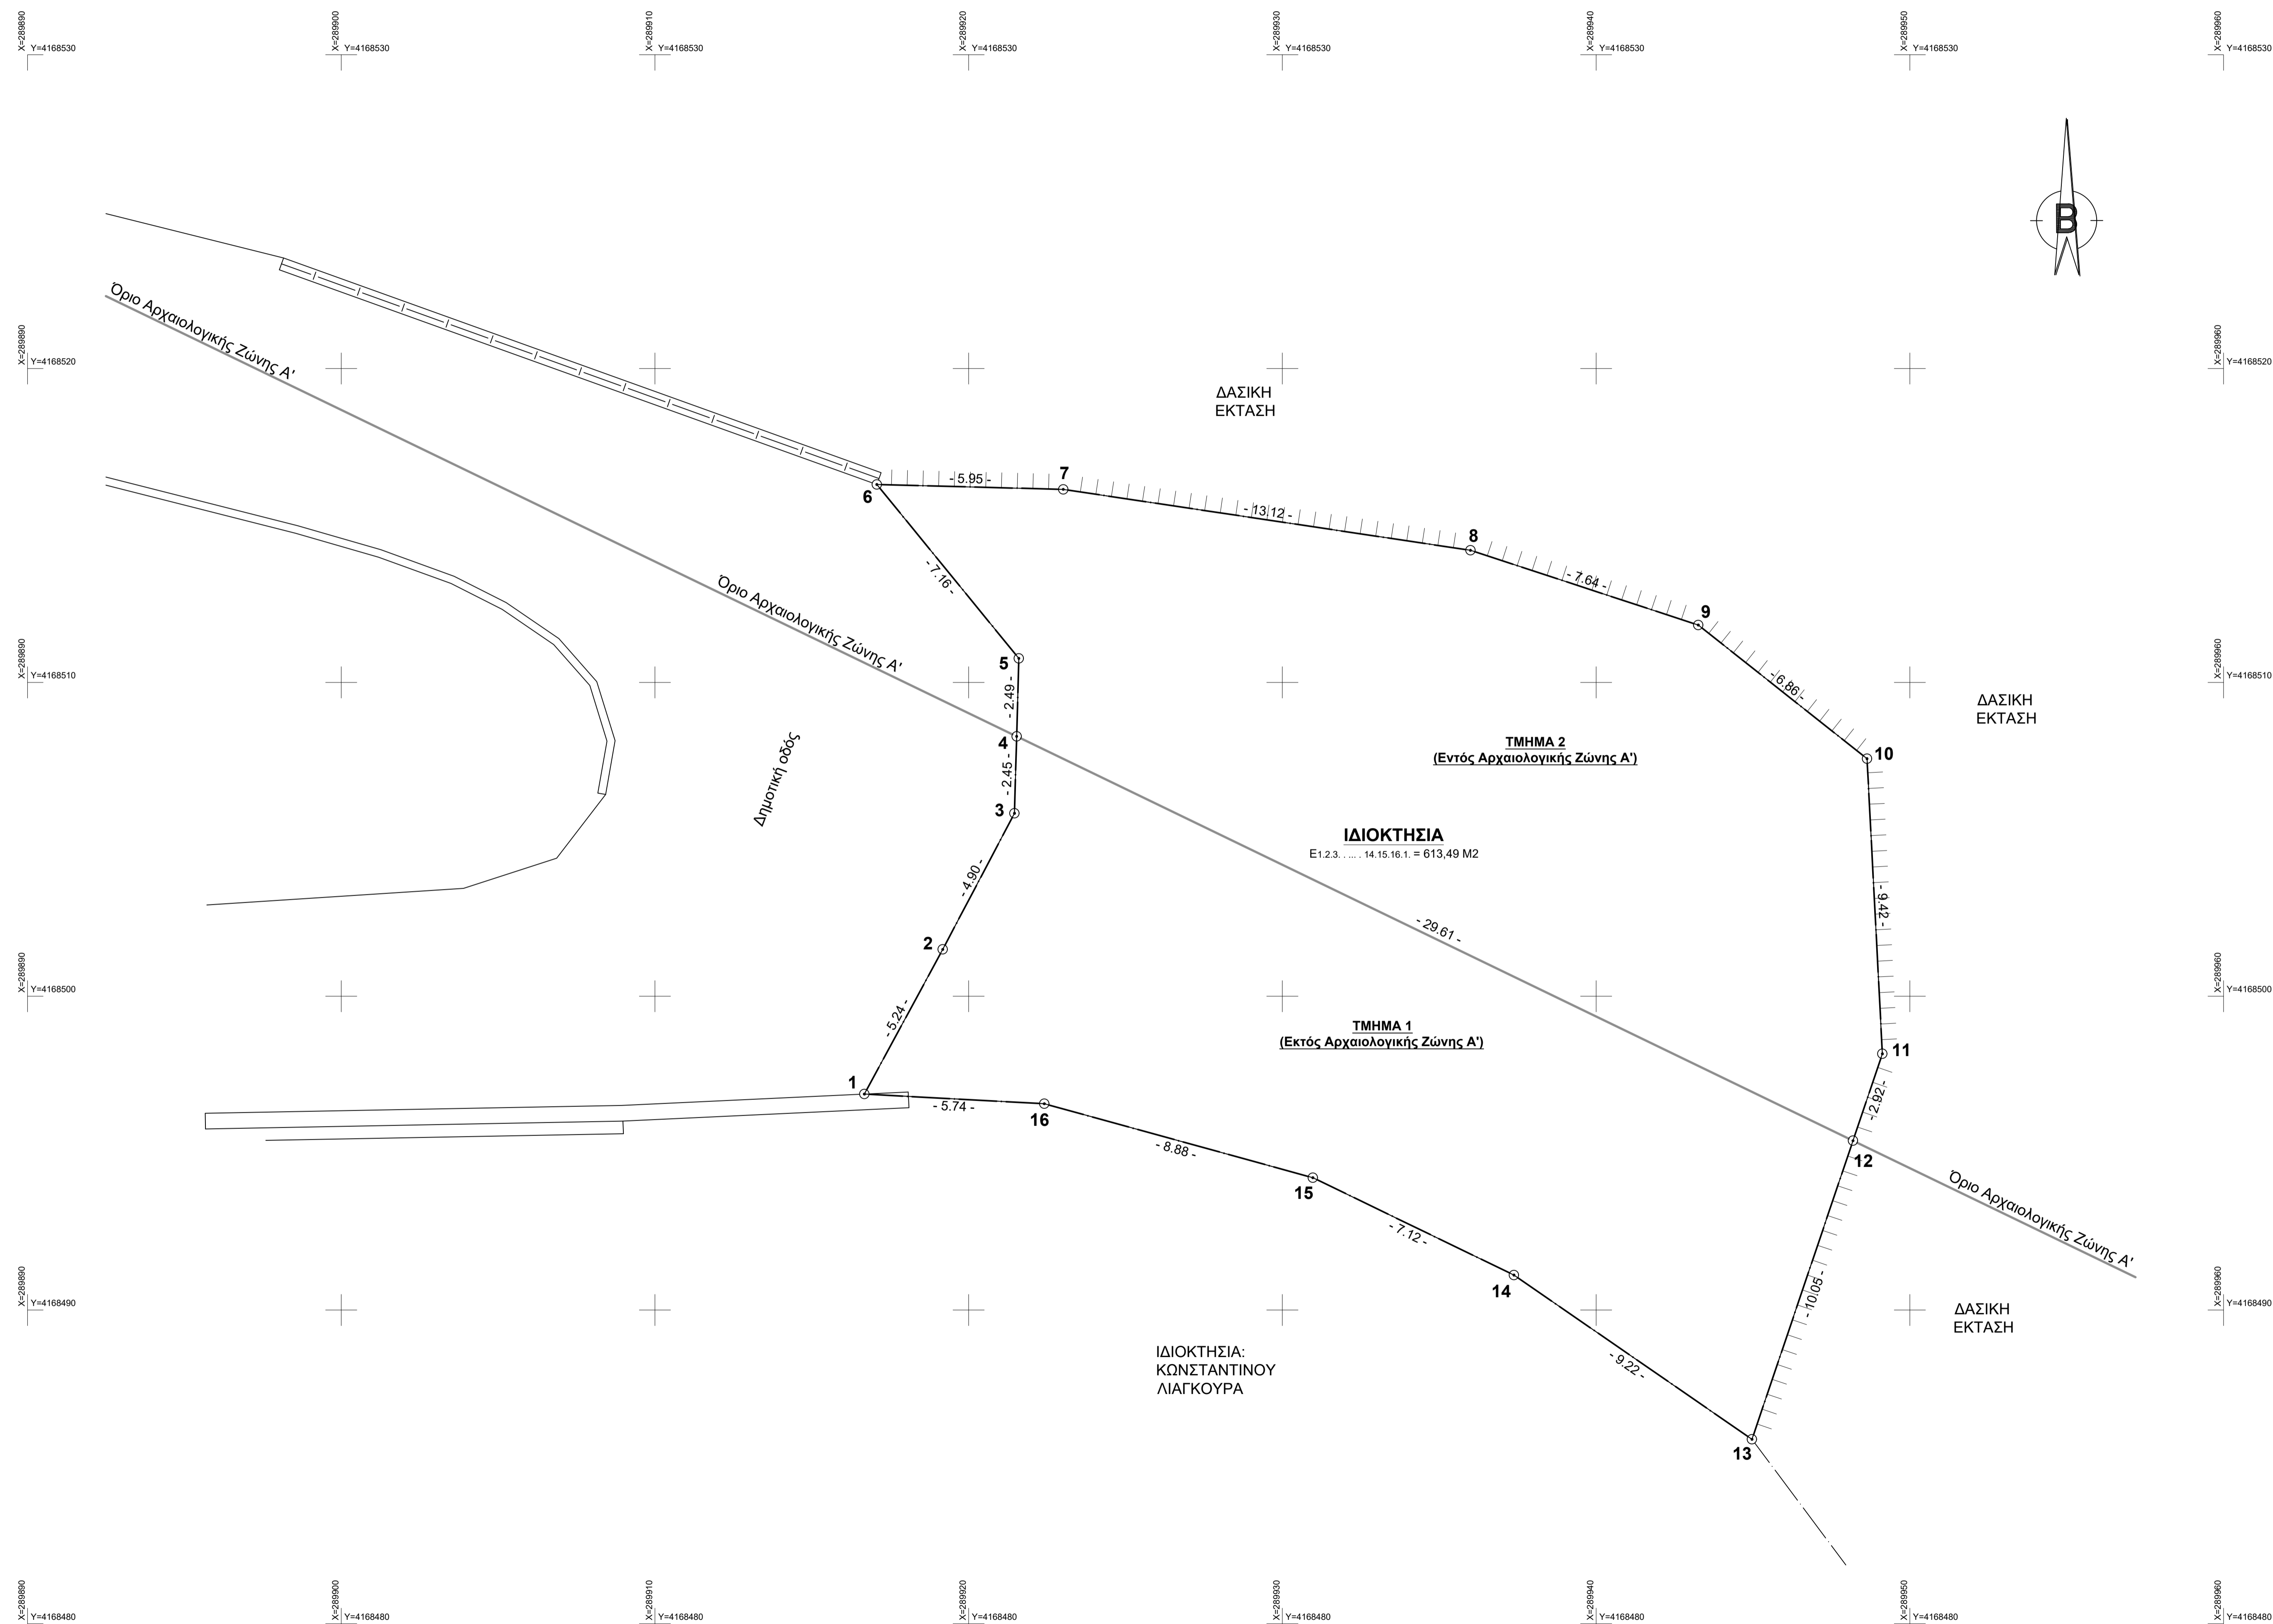 X=289890 Y=4168530
X=289900 Y=4168530
X=289910 Y=4168530
X=289920 Y=4168530
X=289930 Y=4168530
X=289940 Y=4168530
X=289950 Y=4168530
X=289960 Y=4168530
Β
Όριο Αρχαιολογικής Ζώνης Α'
X=289890 Y=4168520
X=289960 Y=4168520
ΔΑΣΙΚΗ
ΕΚΤΑΣΗ
6
- 5.95 -
7
- 13.12 -
8
- 7.64 -
9
- 7.16 -
Όριο Αρχαιολογικής Ζώνης Α'
5
- 2.49 -
- 6.86 -
X=289890 Y=4168510
X=289960 Y=4168510
ΔΑΣΙΚΗ
ΕΚΤΑΣΗ
4
ΤΜΗΜΑ 2
(Εντός Αρχαιολογικής Ζώνης Α')
10
Δημοτική οδός
- 2.45 -
3
ΙΔΙΟΚΤΗΣΙΑ
Ε1.2.3. . ... . 14.15.16.1. = 613,49 Μ2
- 4.90 -
- 9.42 -
- 29.61 -
2
X=289890 Y=4168500
X=289960 Y=4168500
- 5.24 -
ΤΜΗΜΑ 1
(Εκτός Αρχαιολογικής Ζώνης Α')
11
1
- 5.74 -
16
- 2.92 -
- 8.88 -
12
15
Όριο Αρχαιολογικής Ζώνης Α'
- 7.12 -
14
- 10.05 -
X=289890 Y=4168490
X=289960 Y=4168490
ΔΑΣΙΚΗ
ΕΚΤΑΣΗ
ΙΔΙΟΚΤΗΣΙΑ:
ΚΩΝΣΤΑΝΤΙΝΟΥ
ΛΙΑΓΚΟΥΡΑ
- 9.22 -
13
X=289890 Y=4168480
X=289900 Y=4168480
X=289910 Y=4168480
X=289920 Y=4168480
X=289930 Y=4168480
X=289940 Y=4168480
X=289950 Y=4168480
X=289960 Y=4168480